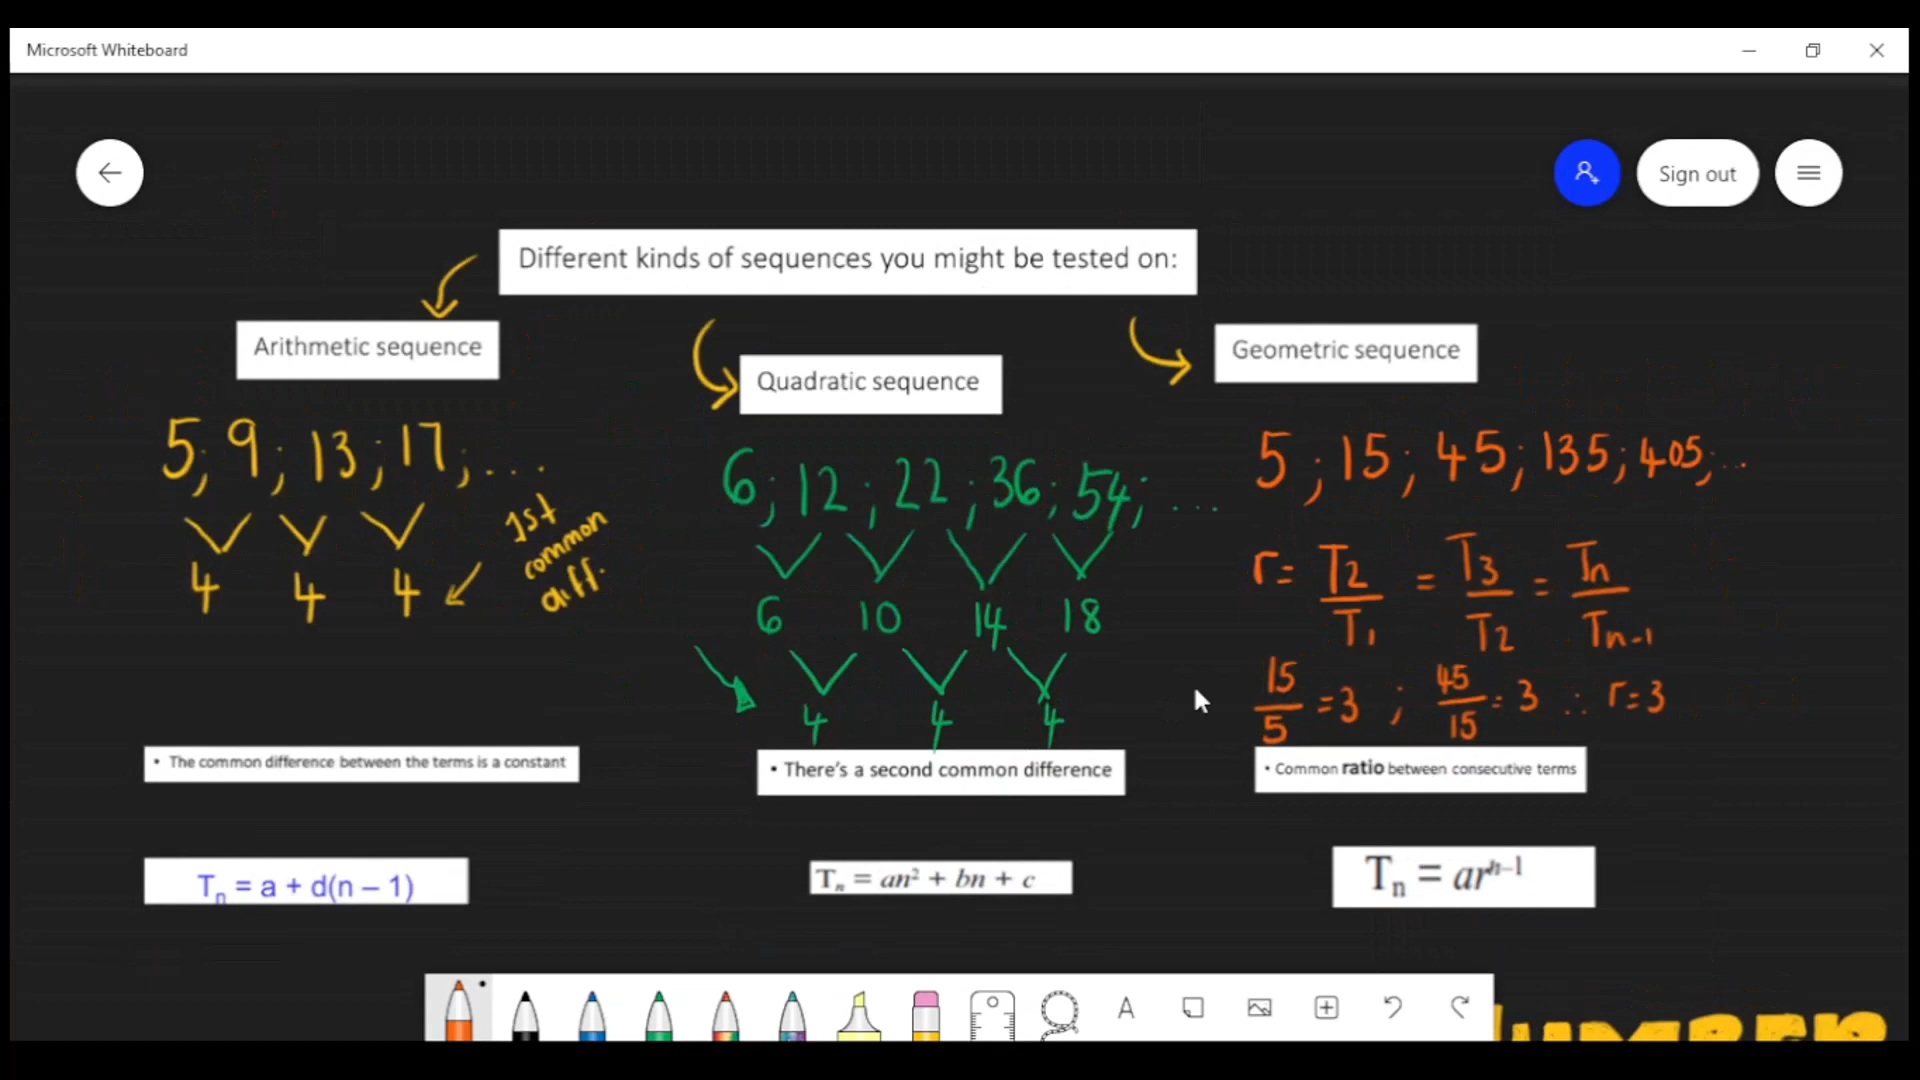 Microsoft Whiteboard
Sign out
Different kinds of sequences you might be tested on:
Arithmetic sequence
5; 9; 13; 17; ...
4 4 4
1st
common
diff.
• The common difference between the terms is a constant
Tn = a + d(n – 1)
Quadratic sequence
6; 12; 22; 36; 54; ...
6 10 14 18
4 4 4
• There's a second common difference
Tn = an² + bn + c
Geometric sequence
5; 15; 45; 135; 405; ...
r = T2/T1 = T3/T2 = Tn/Tn-1
15/5 = 3 ; 45/15 = 3 ∴ r = 3
• Common ratio between consecutive terms
Tn = arⁿ⁻¹
A